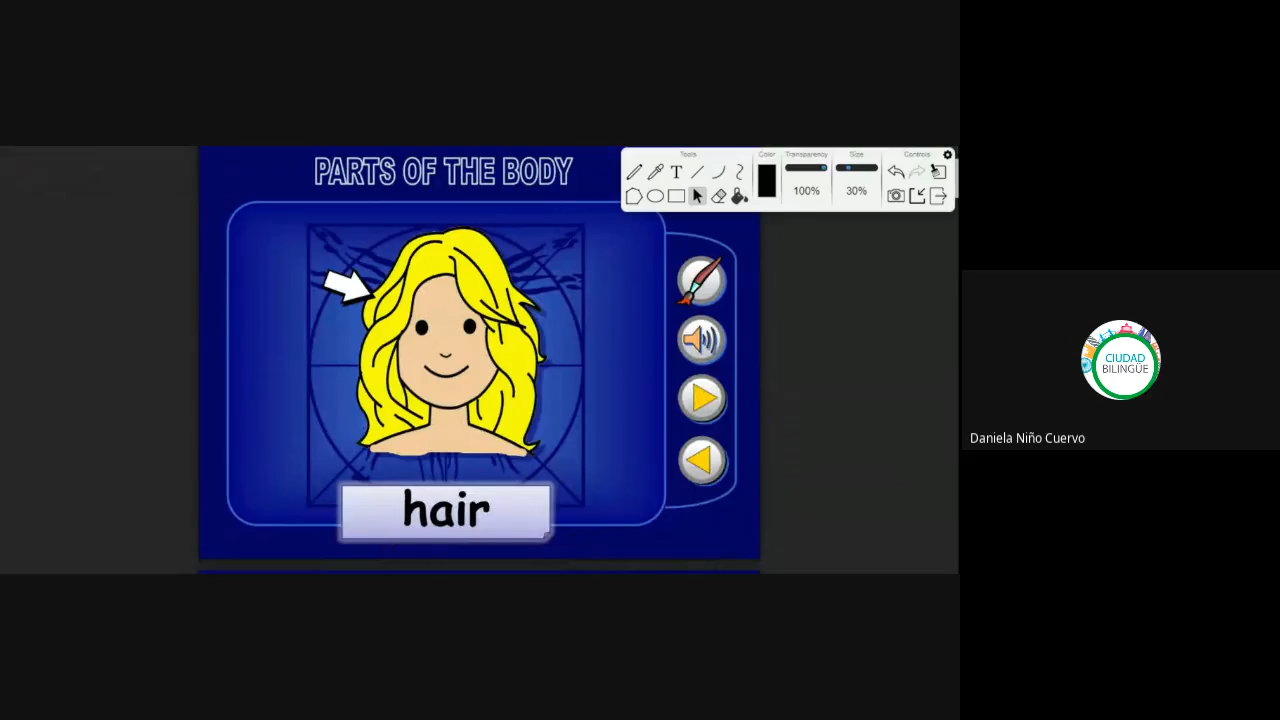 PARTS OF THE BODY
Tools
Color
Transparency
Size
Controls
T
100%
30%
hair
CIUDAD
BILINGÜE
Daniela Niño Cuervo